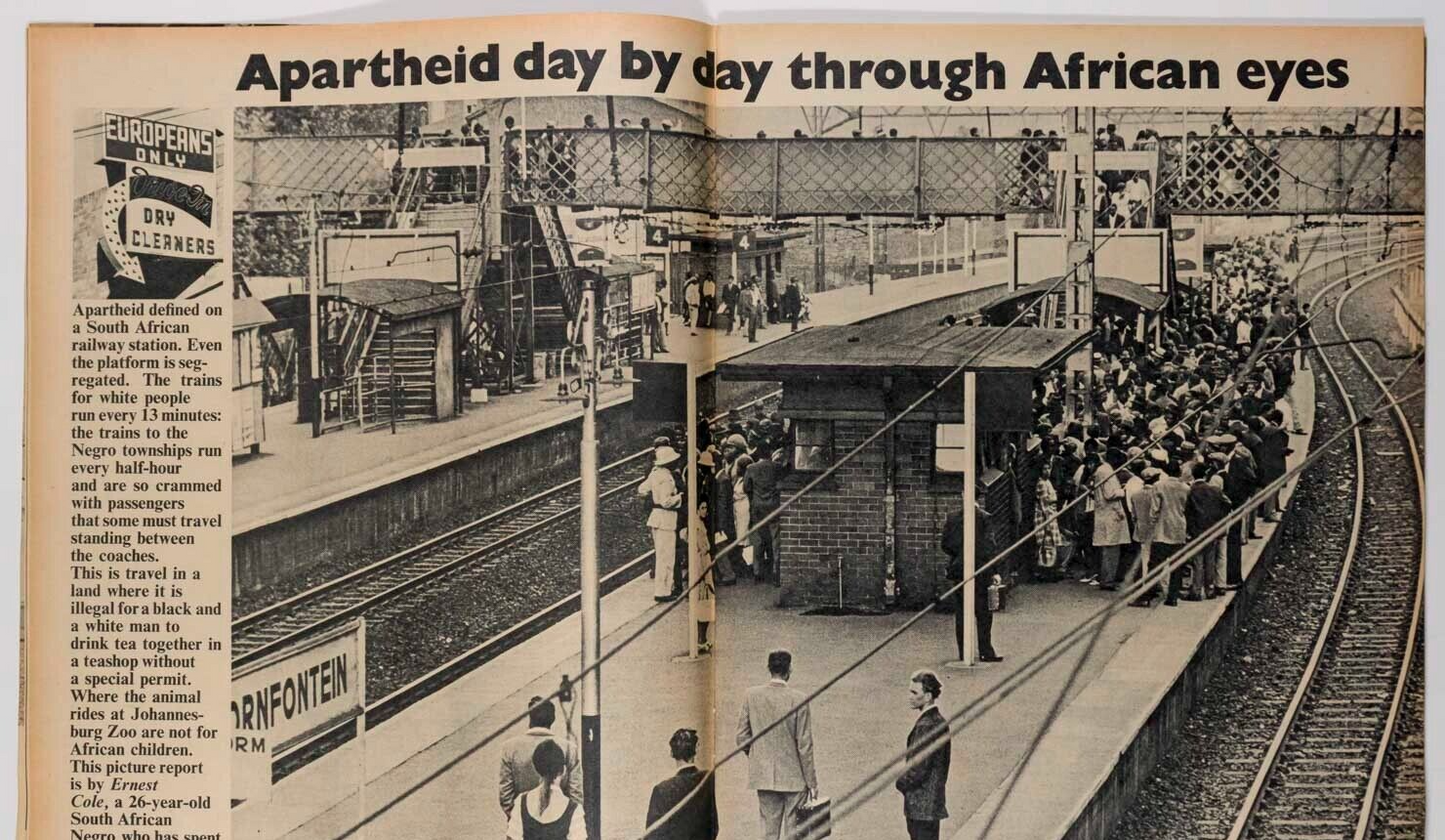 Apartheid day by day through African eyes
EUROPEANS
ONLY
Drive-In
DRY
CLEANERS
Apartheid defined on
a South African
railway station. Even
the platform is seg-
regated. The trains
for white people
run every 13 minutes:
the trains to the
Negro townships run
every half-hour
and are so crammed
with passengers
that some must travel
standing between
the coaches.
This is travel in a
land where it is
illegal for a black and
a white man to
drink tea together in
a teashop without
a special permit.
Where the animal
rides at Johannes-
burg Zoo are not for
African children.
This picture report
is by Ernest
Cole, a 26-year-old
South African
Negro who has spent
4
4
ORNFONTEIN
ORM